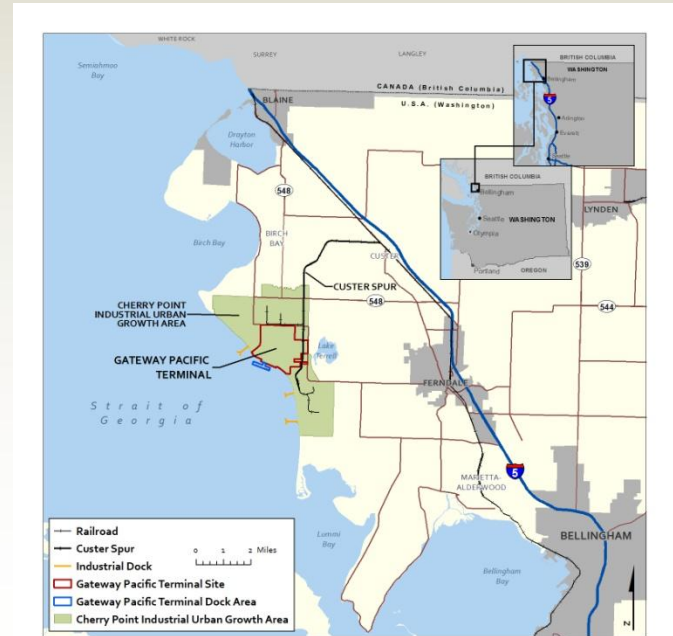 WHITE ROCK
SURREY
LANGLEY
Semiahmoo
Bay
CANADA (British Columbia)
U.S.A. (Washington)
BLAINE
Drayton
Harbor
BRITISH COLUMBIA
WASHINGTON
Bellingham
5
Arlington
Everett
Seattle
BRITISH COLUMBIA
Bellingham
Seattle
WASHINGTON
Olympia
Portland
OREGON
548
LYNDEN
Birch Bay
BIRCH
BAY
CUSTER
539
CUSTER SPUR
CHERRY POINT
INDUSTRIAL URBAN
GROWTH AREA
548
544
GATEWAY PACIFIC
TERMINAL
Lake
Terrell
FERNDALE
Strait of
Georgia
5
MARIETTA-
ALDERWOOD
BELLINGHAM
Lummi
Bay
Bellingham
Bay
Railroad
Custer Spur
0 1 2 Miles
Industrial Dock
Gateway Pacific Terminal Site
Gateway Pacific Terminal Dock Area
Cherry Point Industrial Urban Growth Area
N